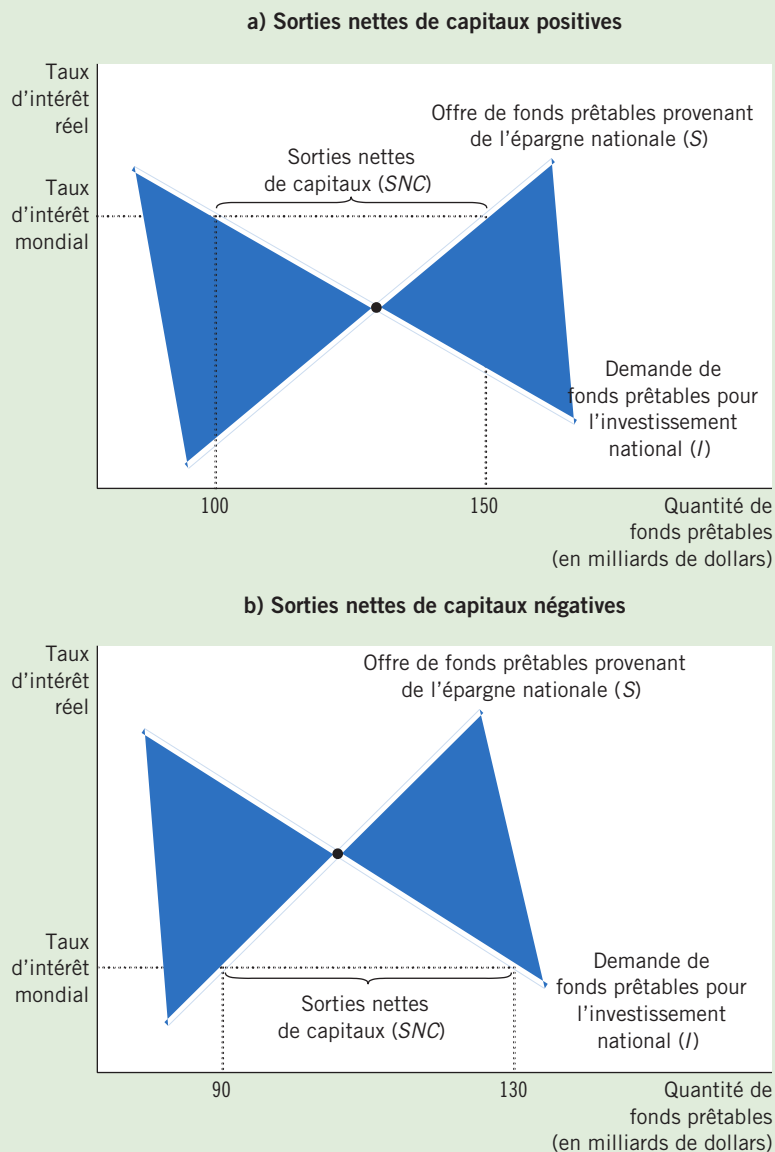 a) Sorties nettes de capitaux positives
Taux
d’intérêt
réel
Offre de fonds prêtables provenant
de l’épargne nationale (S)
Sorties nettes
de capitaux (SNC)
Taux
d’intérêt
mondial
Demande de
fonds prêtables pour
l’investissement
national (I)
100
150
Quantité de
fonds prêtables
(en milliards de dollars)
b) Sorties nettes de capitaux négatives
Taux
d’intérêt
réel
Offre de fonds prêtables provenant
de l’épargne nationale (S)
Taux
d’intérêt
mondial
Sorties nettes
de capitaux (SNC)
Demande de
fonds prêtables pour
l’investissement
national (I)
90
130
Quantité de
fonds prêtables
(en milliards de dollars)